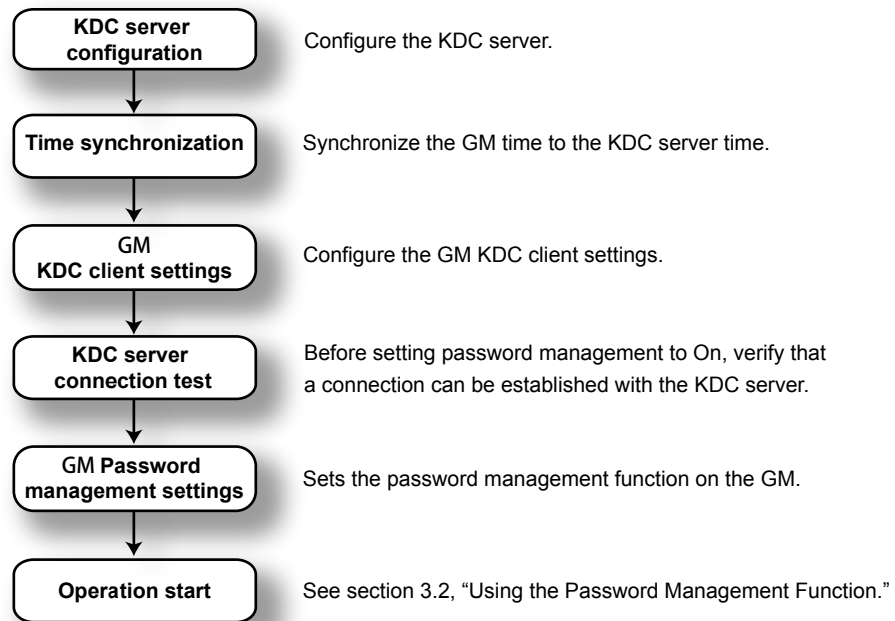 KDC server
configuration
Configure the KDC server.
Time synchronization
Synchronize the GM time to the KDC server time.
GM
KDC client settings
Configure the GM KDC client settings.
KDC server
connection test
Before setting password management to On, verify that
a connection can be established with the KDC server.
GM Password
management settings
Sets the password management function on the GM.
Operation start
See section 3.2, “Using the Password Management Function.”